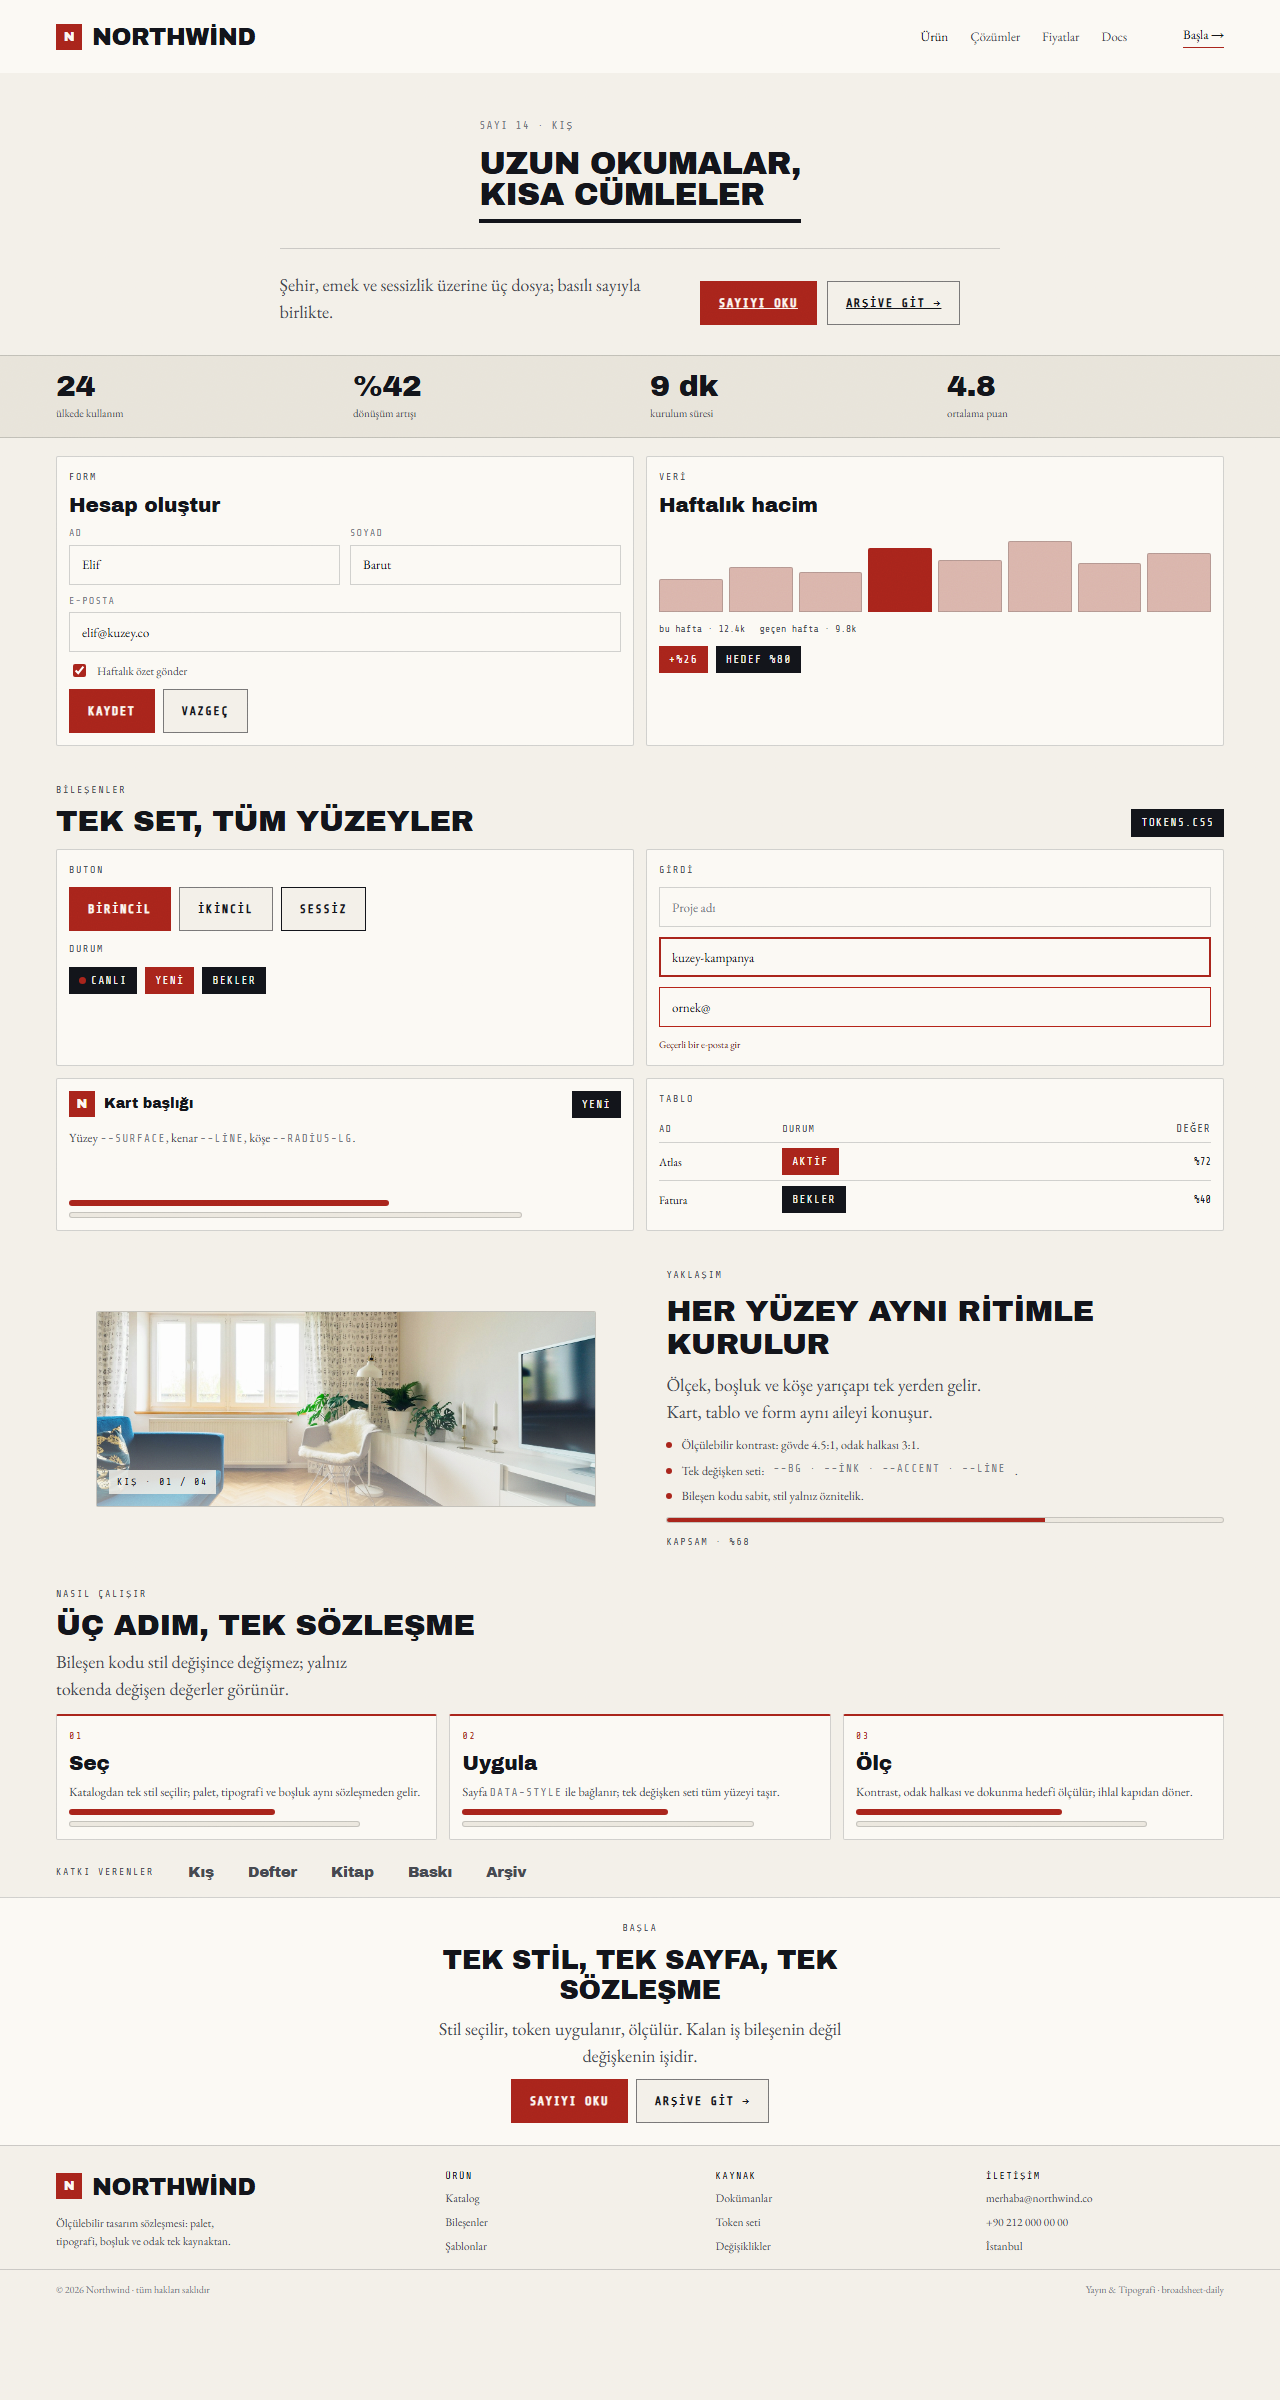 N NORTHWİND
Ürün Çözümler Fiyatlar Docs Başla →
SAYI 14 · KIŞ
UZUN OKUMALAR,
KISA CÜMLELER
Şehir, emek ve sessizlik üzerine üç dosya; basılı sayıyla
birlikte.
SAYIYI OKU ARŞİVE GİT →
24 %42 9 dk 4.8
ülkede kullanım dönüşüm artışı kurulum süresi ortalama puan
FORM
Hesap oluştur
AD SOYAD
Elif Barut
E-POSTA
elif@kuzey.co
Haftalık özet gönder
KAYDET VAZGEÇ
VERİ
Haftalık hacim
bu hafta · 12.4k geçen hafta · 9.8k
+%26 HEDEF %80
BİLEŞENLER
TEK SET, TÜM YÜZEYLER
TOKENS.CSS
BUTON
BİRİNCİL İKİNCİL SESSİZ
DURUM
CANLI YENİ BEKLER
GİRDİ
Proje adı
kuzey-kampanya
ornek@
Geçerli bir e-posta gir
N Kart başlığı YENİ
Yüzey --SURFACE, kenar --LİNE, köşe --RADİUS-LG.
TABLO
AD DURUM DEĞER
Atlas AKTİF %72
Fatura BEKLER %40
KIŞ · 01 / 04
YAKLAŞIM
HER YÜZEY AYNI RİTİMLE
KURULUR
Ölçek, boşluk ve köşe yarıçapı tek yerden gelir.
Kart, tablo ve form aynı aileyi konuşur.
Ölçülebilir kontrast: gövde 4.5:1, odak halkası 3:1.
Tek değişken seti: --BG · --İNK · --ACCENT · --LİNE .
Bileşen kodu sabit, stil yalnız öznitelik.
KAPSAM · %68
NASIL ÇALIŞIR
ÜÇ ADIM, TEK SÖZLEŞME
Bileşen kodu stil değişince değişmez; yalnız
tokenda değişen değerler görünür.
01
Seç
Katalogdan tek stil seçilir; palet, tipografi ve boşluk aynı sözleşmeden gelir.
02
Uygula
Sayfa DATA-STYLE ile bağlanır; tek değişken seti tüm yüzeyi taşır.
03
Ölç
Kontrast, odak halkası ve dokunma hedefi ölçülür; ihlal kapıdan döner.
KATKI VERENLER Kış Defter Kitap Baskı Arşiv
BAŞLA
TEK STİL, TEK SAYFA, TEK
SÖZLEŞME
Stil seçilir, token uygulanır, ölçülür. Kalan iş bileşenin değil
değişkenin işidir.
SAYIYI OKU ARŞİVE GİT →
N NORTHWİND
Ölçülebilir tasarım sözleşmesi: palet,
tipografi, boşluk ve odak tek kaynaktan.
ÜRÜN
Katalog
Bileşenler
Şablonlar
KAYNAK
Dokümanlar
Token seti
Değişiklikler
İLETİŞİM
merhaba@northwind.co
+90 212 000 00 00
İstanbul
© 2026 Northwind · tüm hakları saklıdır
Yayın & Tipografi · broadsheet-daily